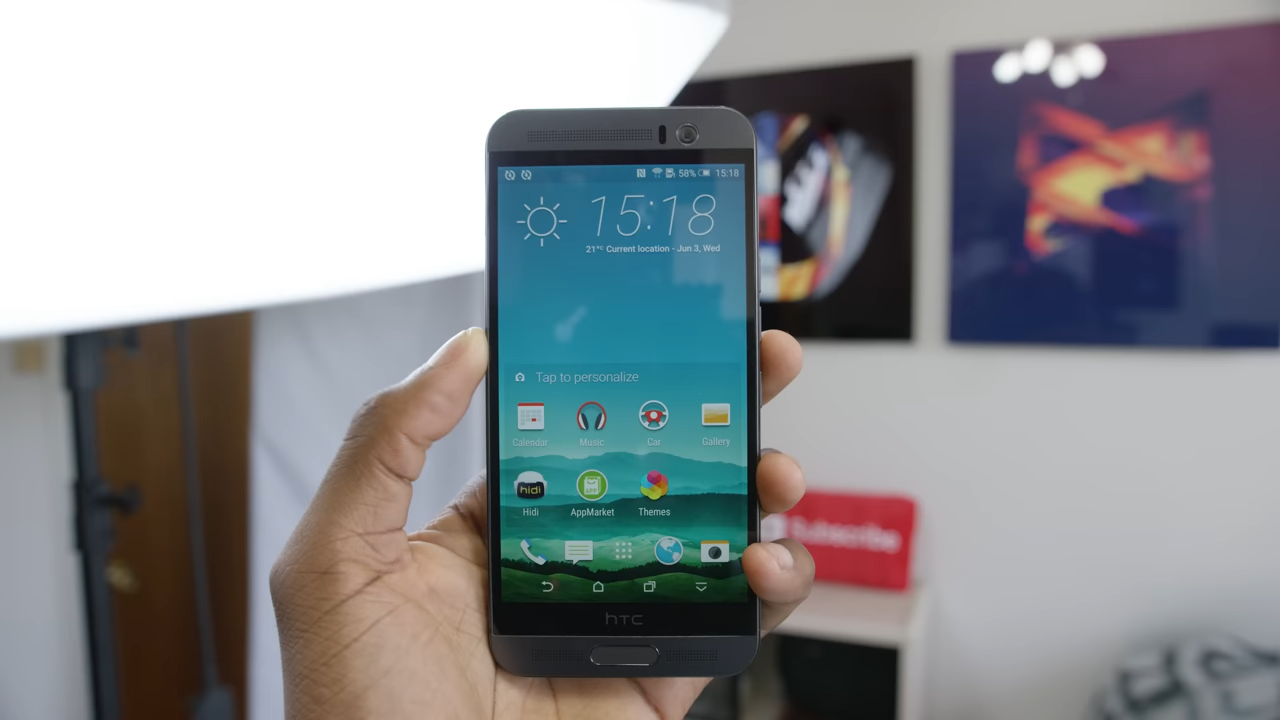 58% 15:18
15:18
21°C Current location - Jun 3, Wed
Tap to personalize
Calendar Music Car Gallery
hidi APP
Hidi AppMarket Themes
hTC
Subscribe